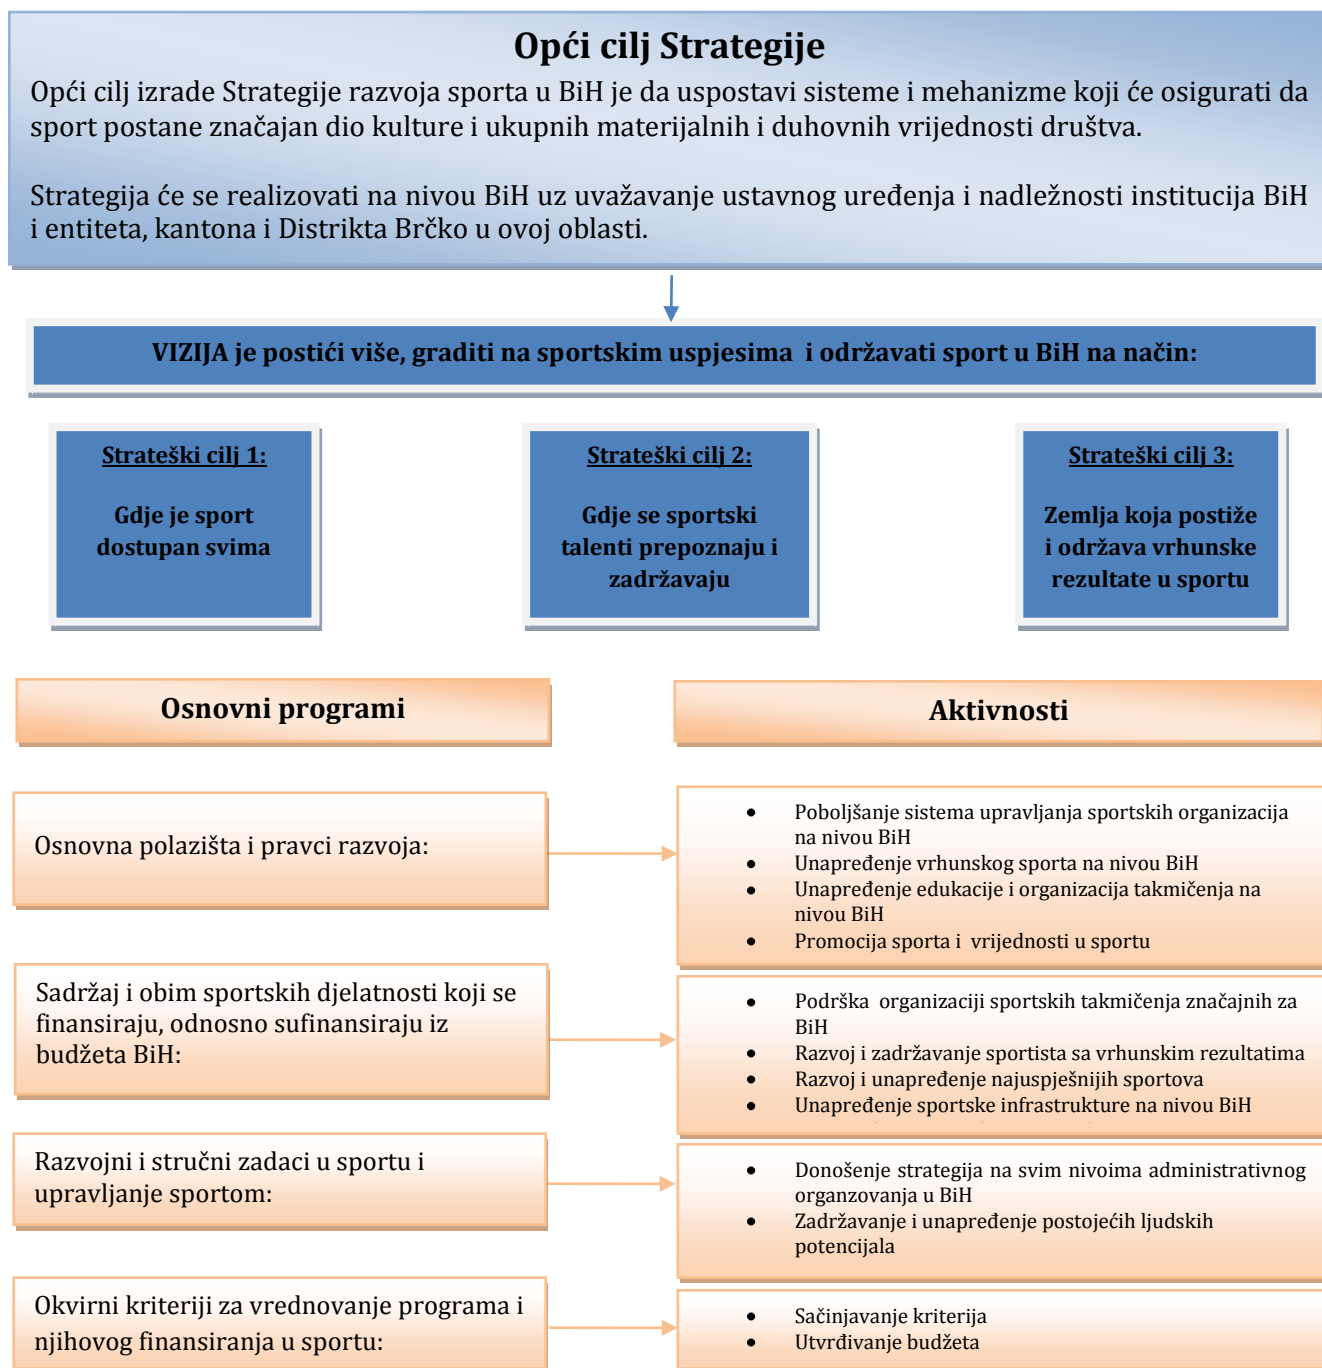 Opći cilj Strategije
Opći cilj izrade Strategije razvoja sporta u BiH je da uspostavi sisteme i mehanizme koji će osigurati da
sport postane značajan dio kulture i ukupnih materijalnih i duhovnih vrijednosti društva.
Strategija će se realizovati na nivou BiH uz uvažavanje ustavnog uređenja i nadležnosti institucija BiH
i entiteta, kantona i Distrikta Brčko u ovoj oblasti.
VIZIJA je postići više, graditi na sportskim uspjesima i održavati sport u BiH na način:
Strateški cilj 1:
Gdje je sport
dostupan svima
Strateški cilj 2:
Gdje se sportski
talenti prepoznaju i
zadržavaju
Strateški cilj 3:
Zemlja koja postiže
i održava vrhunske
rezultate u sportu
Osnovni programi
Aktivnosti
Osnovna polazišta i pravci razvoja:
• Poboljšanje sistema upravljanja sportskih organizacija
na nivou BiH
• Unapređenje vrhunskog sporta na nivou BiH
• Unapređenje edukacije i organizacija takmičenja na
nivou BiH
• Promocija sporta i vrijednosti u sportu
Sadržaj i obim sportskih djelatnosti koji se
finansiraju, odnosno sufinansiraju iz
budžeta BiH:
• Podrška organizaciji sportskih takmičenja značajnih za
BiH
• Razvoj i zadržavanje sportista sa vrhunskim rezultatima
• Razvoj i unapređenje najuspješnijih sportova
• Unapređenje sportske infrastrukture na nivou BiH
Razvojni i stručni zadaci u sportu i
upravljanje sportom:
• Donošenje strategija na svim nivoima administrativnog
organzovanja u BiH
• Zadržavanje i unapređenje postojećih ljudskih
potencijala
Okvirni kriteriji za vrednovanje programa i
njihovog finansiranja u sportu:
• Sačinjavanje kriterija
• Utvrđivanje budžeta